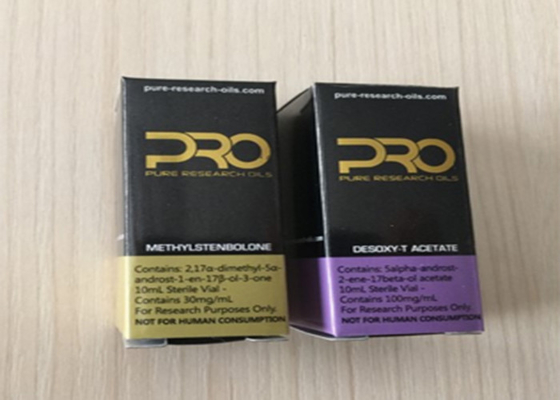 pure-research-oils.com
PRO
PURE RESEARCH OILS
METHYLSTENBOLONE
Contains: 2,17α-dimethyl-5α-
androst-1-en-17β-ol-3-one
10mL Sterile Vial -
Contains 30mg/mL
For Research Purposes Only.
NOT FOR HUMAN CONSUMPTION
pure-research-oils.com
PRO
PURE RESEARCH OILS
DESOXY-T ACETATE
Contains: 5alpha-androst-
2-ene-17beta-ol acetate
10mL Sterile Vial -
Contains 100mg/mL
For Research Purposes Only.
NOT FOR HUMAN CONSUMPTION